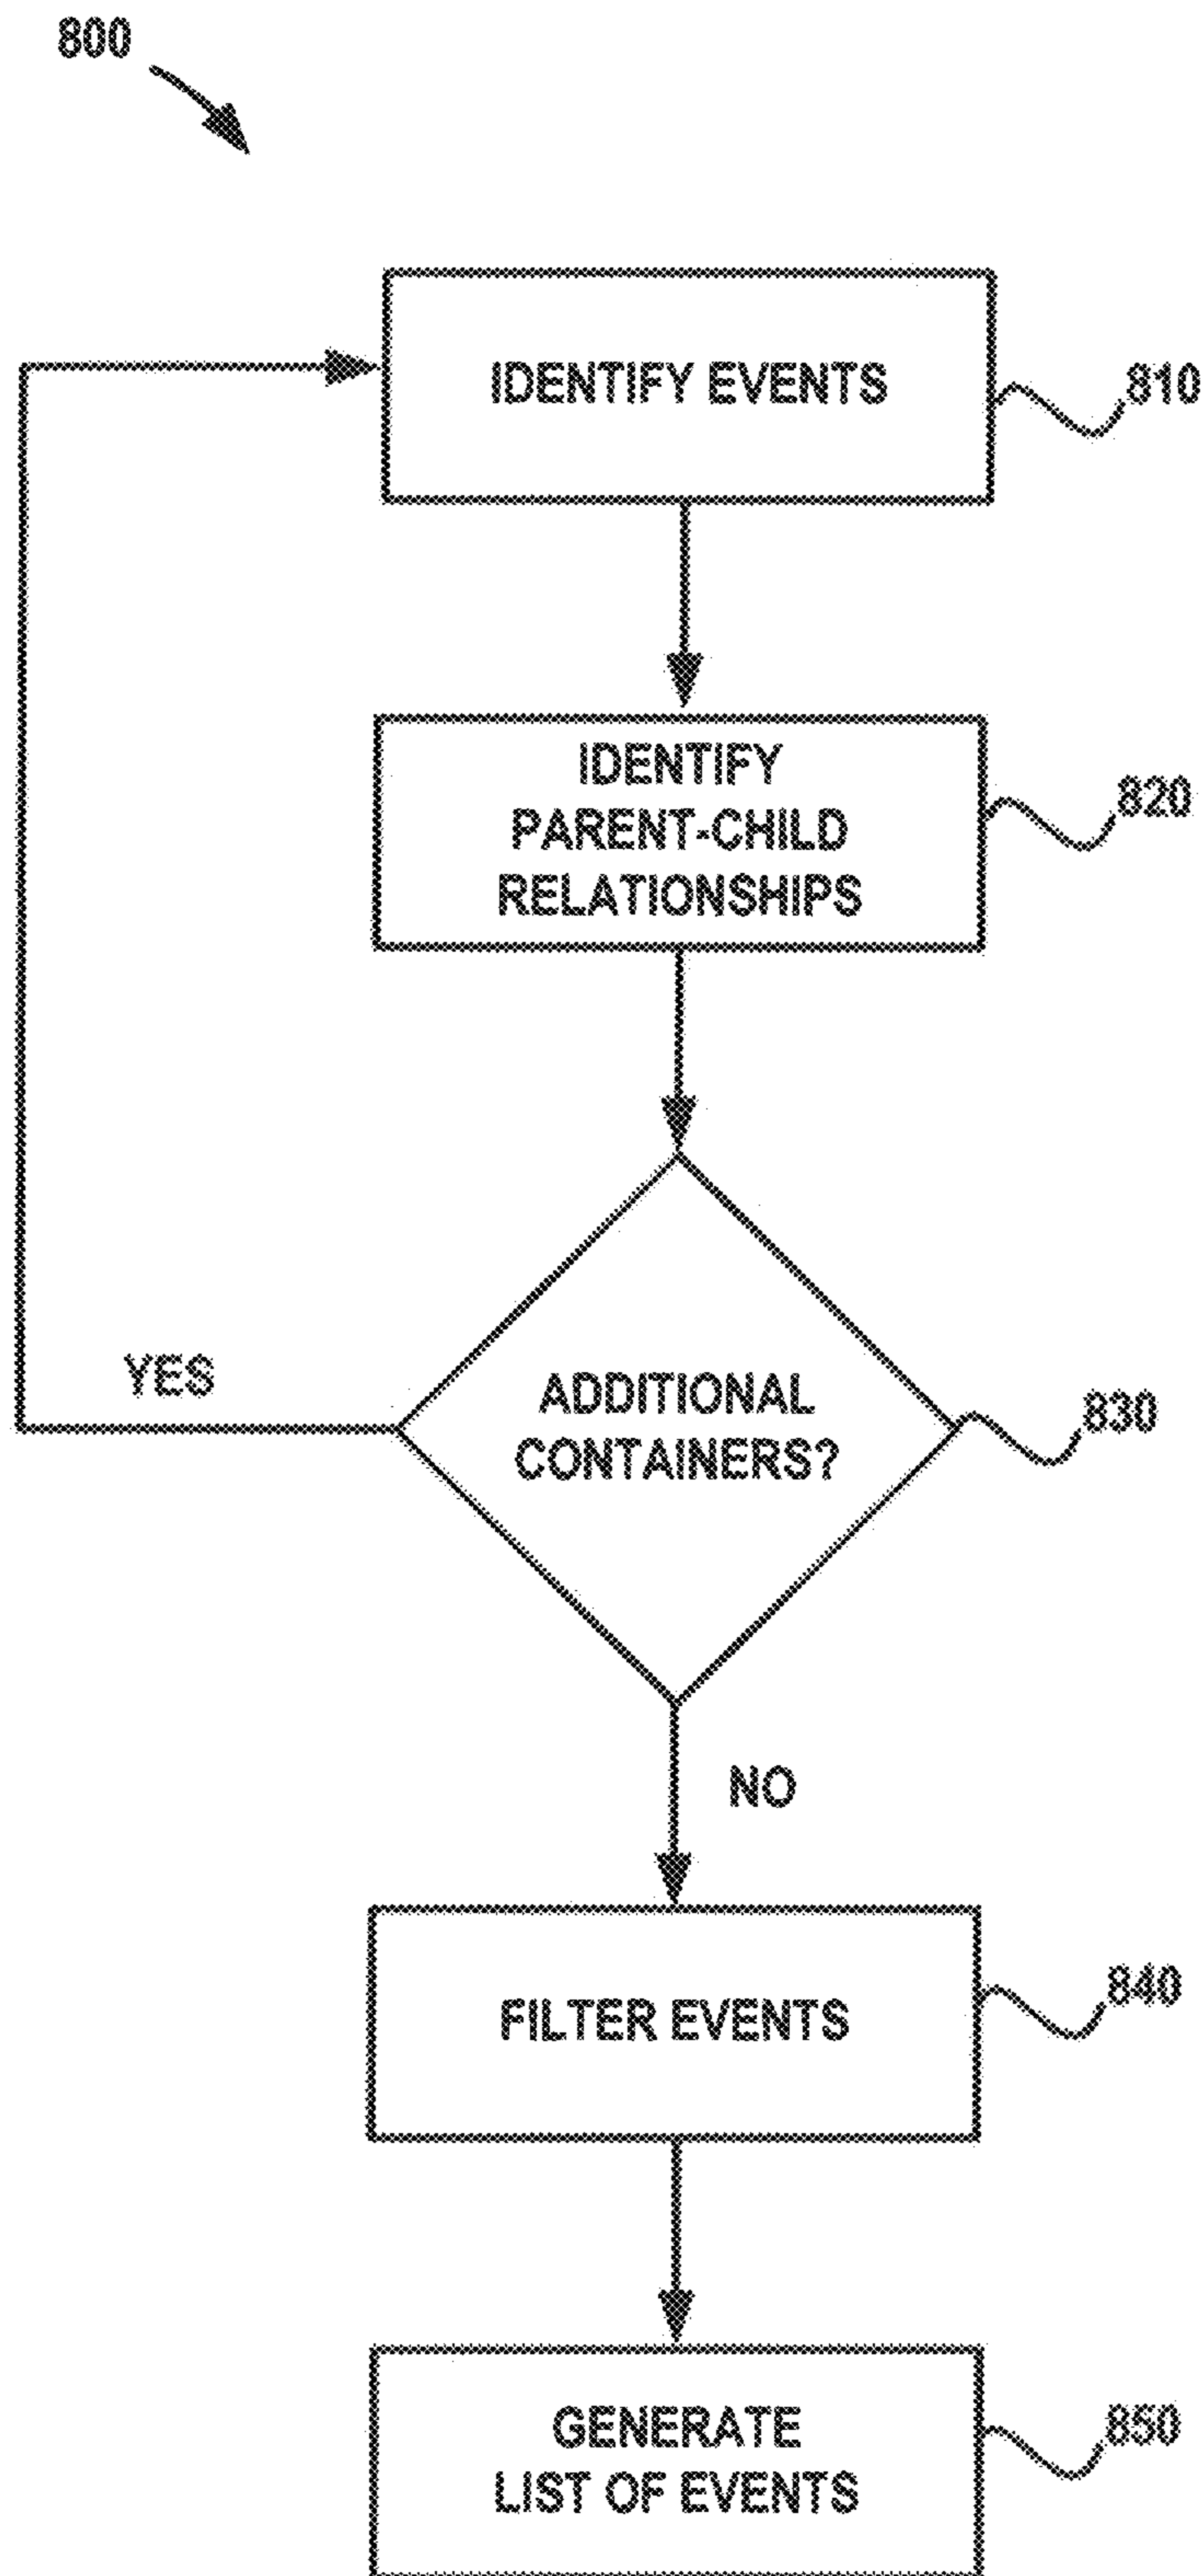 800
IDENTIFY EVENTS
810
IDENTIFY
PARENT-CHILD
RELATIONSHIPS
820
YES
ADDITIONAL
CONTAINERS?
830
NO
FILTER EVENTS
840
GENERATE
LIST OF EVENTS
850